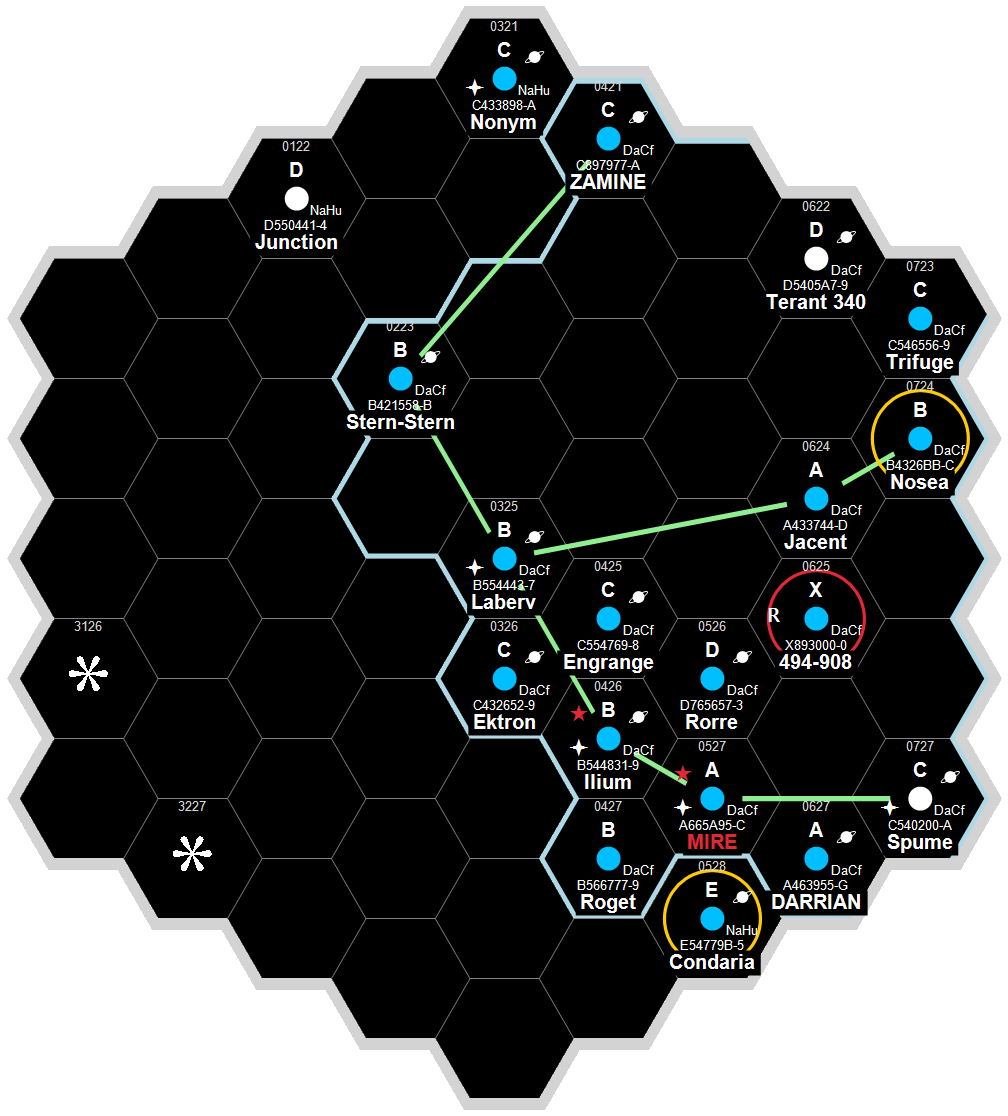 0321
C
NaHu
C433898-A
Nonym
0421
C
DaCf
C897977-A
ZAMINE
0122
D
NaHu
D550441-4
Junction
0622
D
DaCf
D5405A7-9
Terant 340
0723
C
DaCf
C546556-9
Trifuge
0223
B
DaCf
B421558-B
Stern-Stern
0724
B
DaCf
B4326BB-C
Nosea
0624
A
DaCf
A433744-D
Jacent
0325
B
DaCf
B554443-7
Laberv
0425
C
DaCf
C554769-8
Engrange
0625
X
R
DaCf
X893000-0
494-908
3126
0326
C
DaCf
C432652-9
Ektron
0526
D
DaCf
D765657-3
Rorre
0426
B
DaCf
B544831-9
Ilium
0527
A
DaCf
A665A95-C
MIRE
0727
C
DaCf
C540200-A
Spume
3227
0427
B
DaCf
B566777-9
Roget
0627
A
DaCf
A463955-G
DARRIAN
0528
E
NaHu
E54779B-5
Condaria